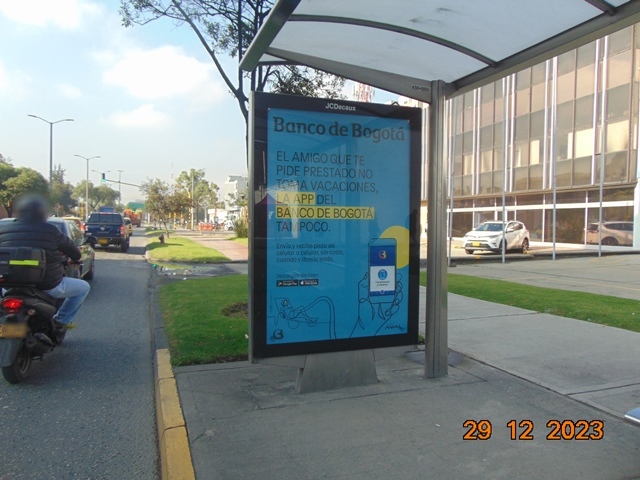 JCDecaux
Banco de Bogotá
EL AMIGO QUE TE
PIDE PRESTADO NO
TOMA VACACIONES,
LA APP DEL
BANCO DE BOGOTÁ
TAMPOCO.
29 12 2023